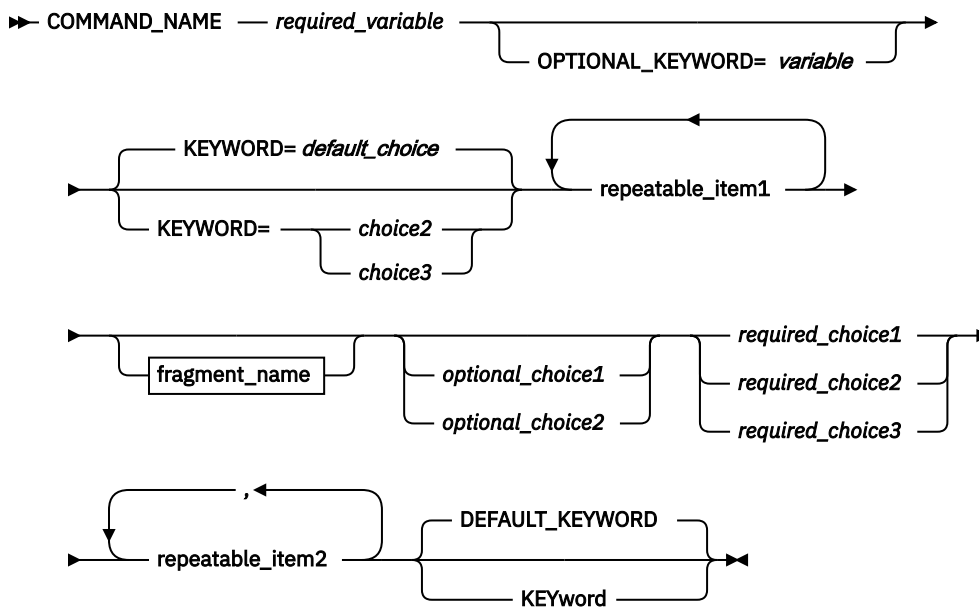 COMMAND_NAME required_variable
OPTIONAL_KEYWORD= variable
KEYWORD= default_choice
repeatable_item1
KEYWORD= choice2
choice3
required_choice1
fragment_name optional_choice1 required_choice2
optional_choice2 required_choice3
,
DEFAULT_KEYWORD
repeatable_item2
KEYword